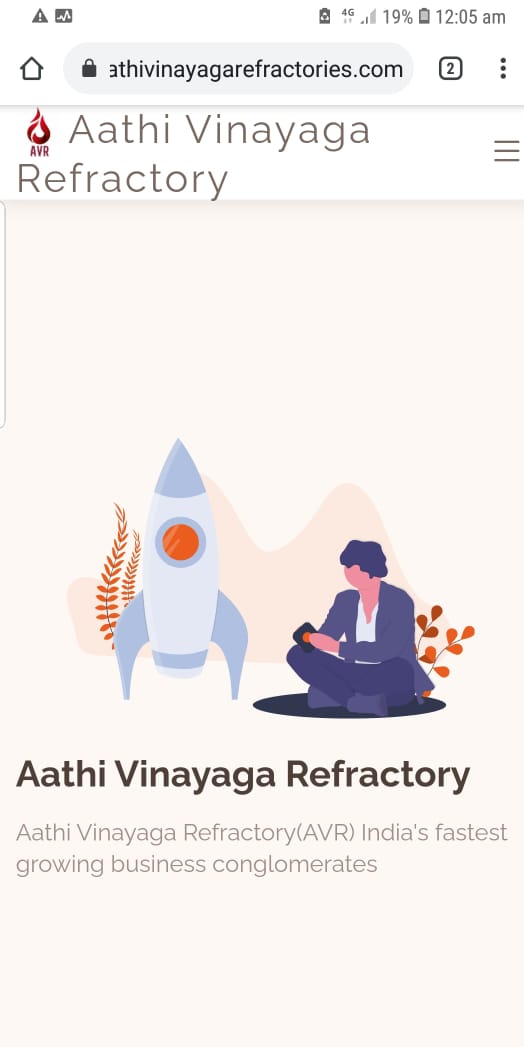 4G 19% 12:05 am
athivinayagarefractories.com 2
AVR Aathi Vinayaga
Refractory
Aathi Vinayaga Refractory
Aathi Vinayaga Refractory(AVR) India's fastest
growing business conglomerates